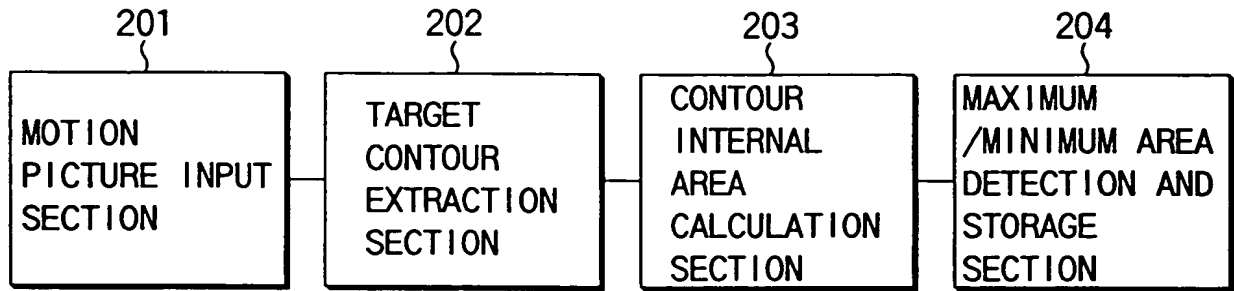 201
202
203
204
MOTION
PICTURE INPUT
SECTION
TARGET
CONTOUR
EXTRACTION
SECTION
CONTOUR
INTERNAL
AREA
CALCULATION
SECTION
MAXIMUM
/MINIMUM AREA
DETECTION AND
STORAGE
SECTION